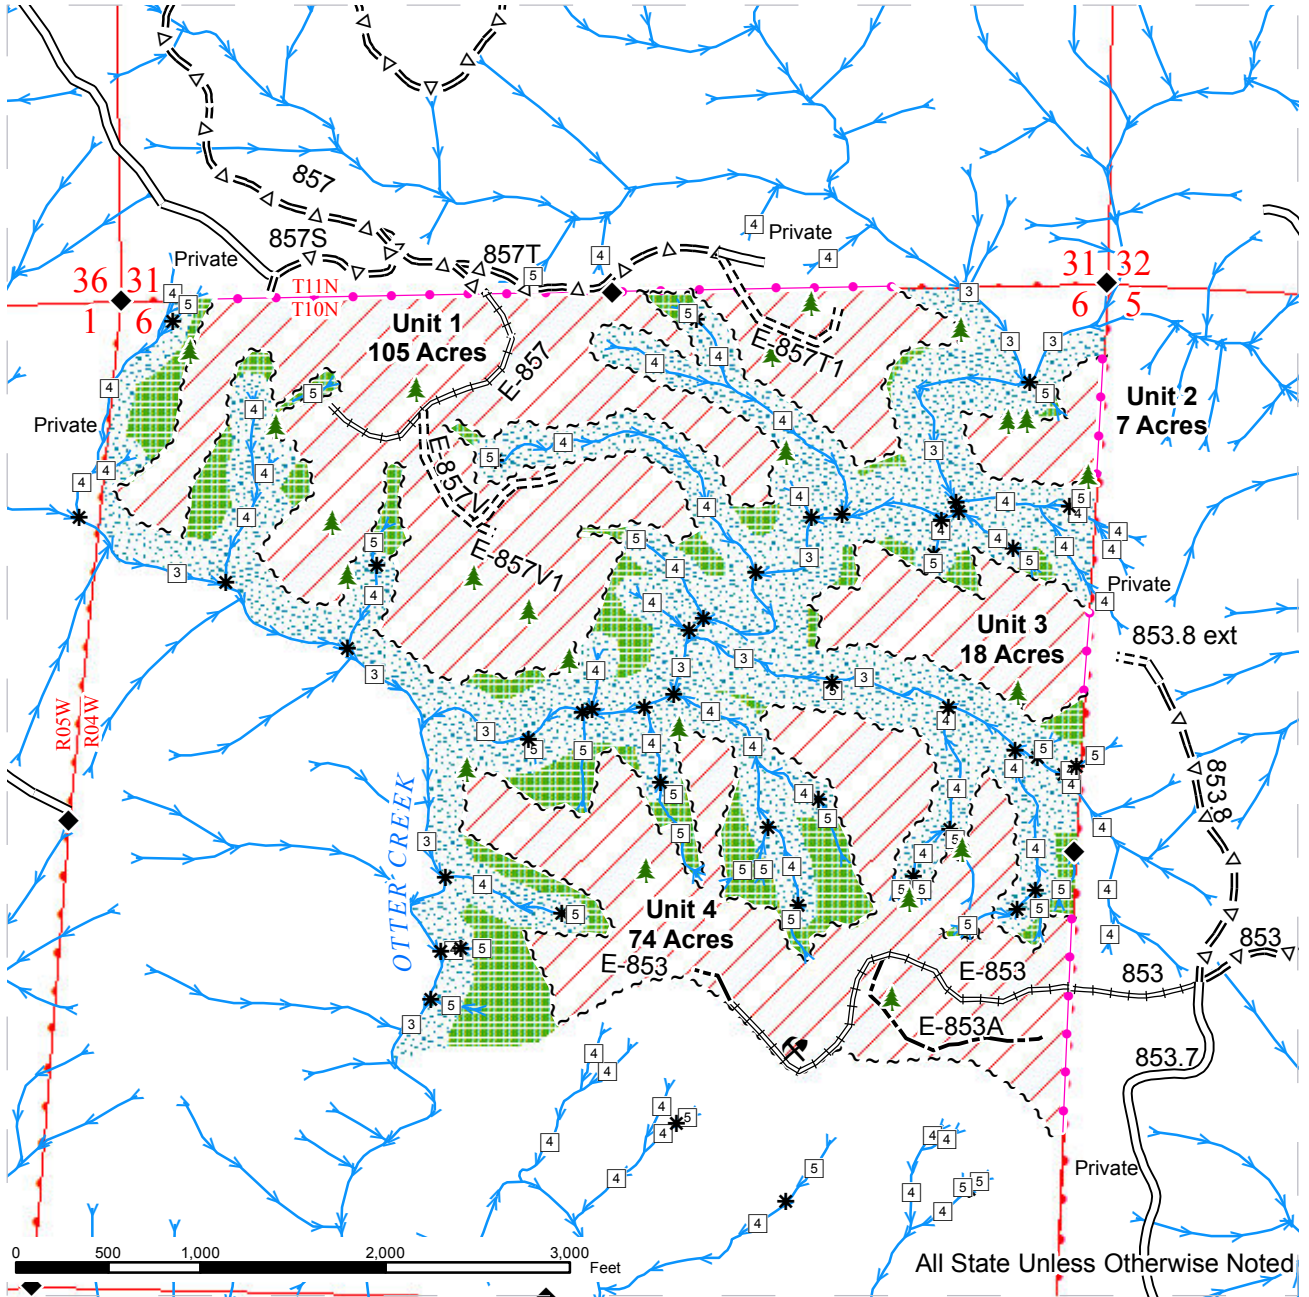 857
857S
857T
Private
Private
36 31
1 6
T11N
T10N
31 32
6 5
Unit 1
105 Acres
E-857
E-857T1
Unit 2
7 Acres
Private
E-857V
E-857V1
Private
Unit 3
18 Acres
853.8 ext
R05W
R04W
853.8
OTTER CREEK
Unit 4
74 Acres
E-853
E-853
853
853
E-853A
853.7
Private
0 500 1,000 2,000 3,000
Feet
All State Unless Otherwise Noted